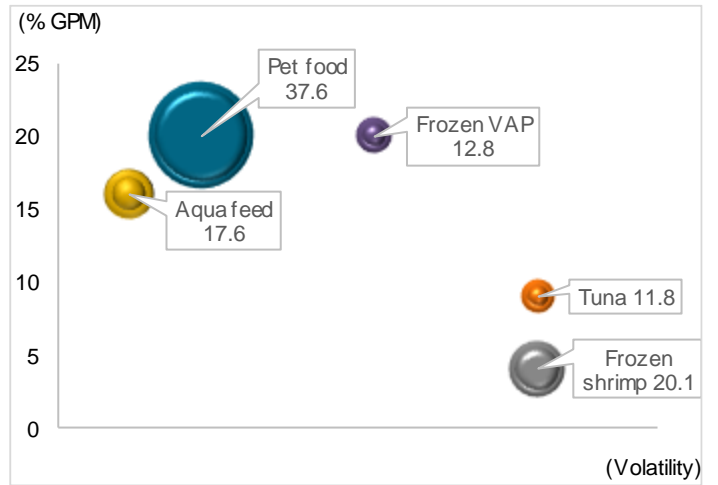 (% GPM)
25
20
15
10
5
0
Pet food
37.6
Frozen VAP
12.8
Aqua feed
17.6
Tuna 11.8
Frozen
shrimp 20.1
(Volatility)